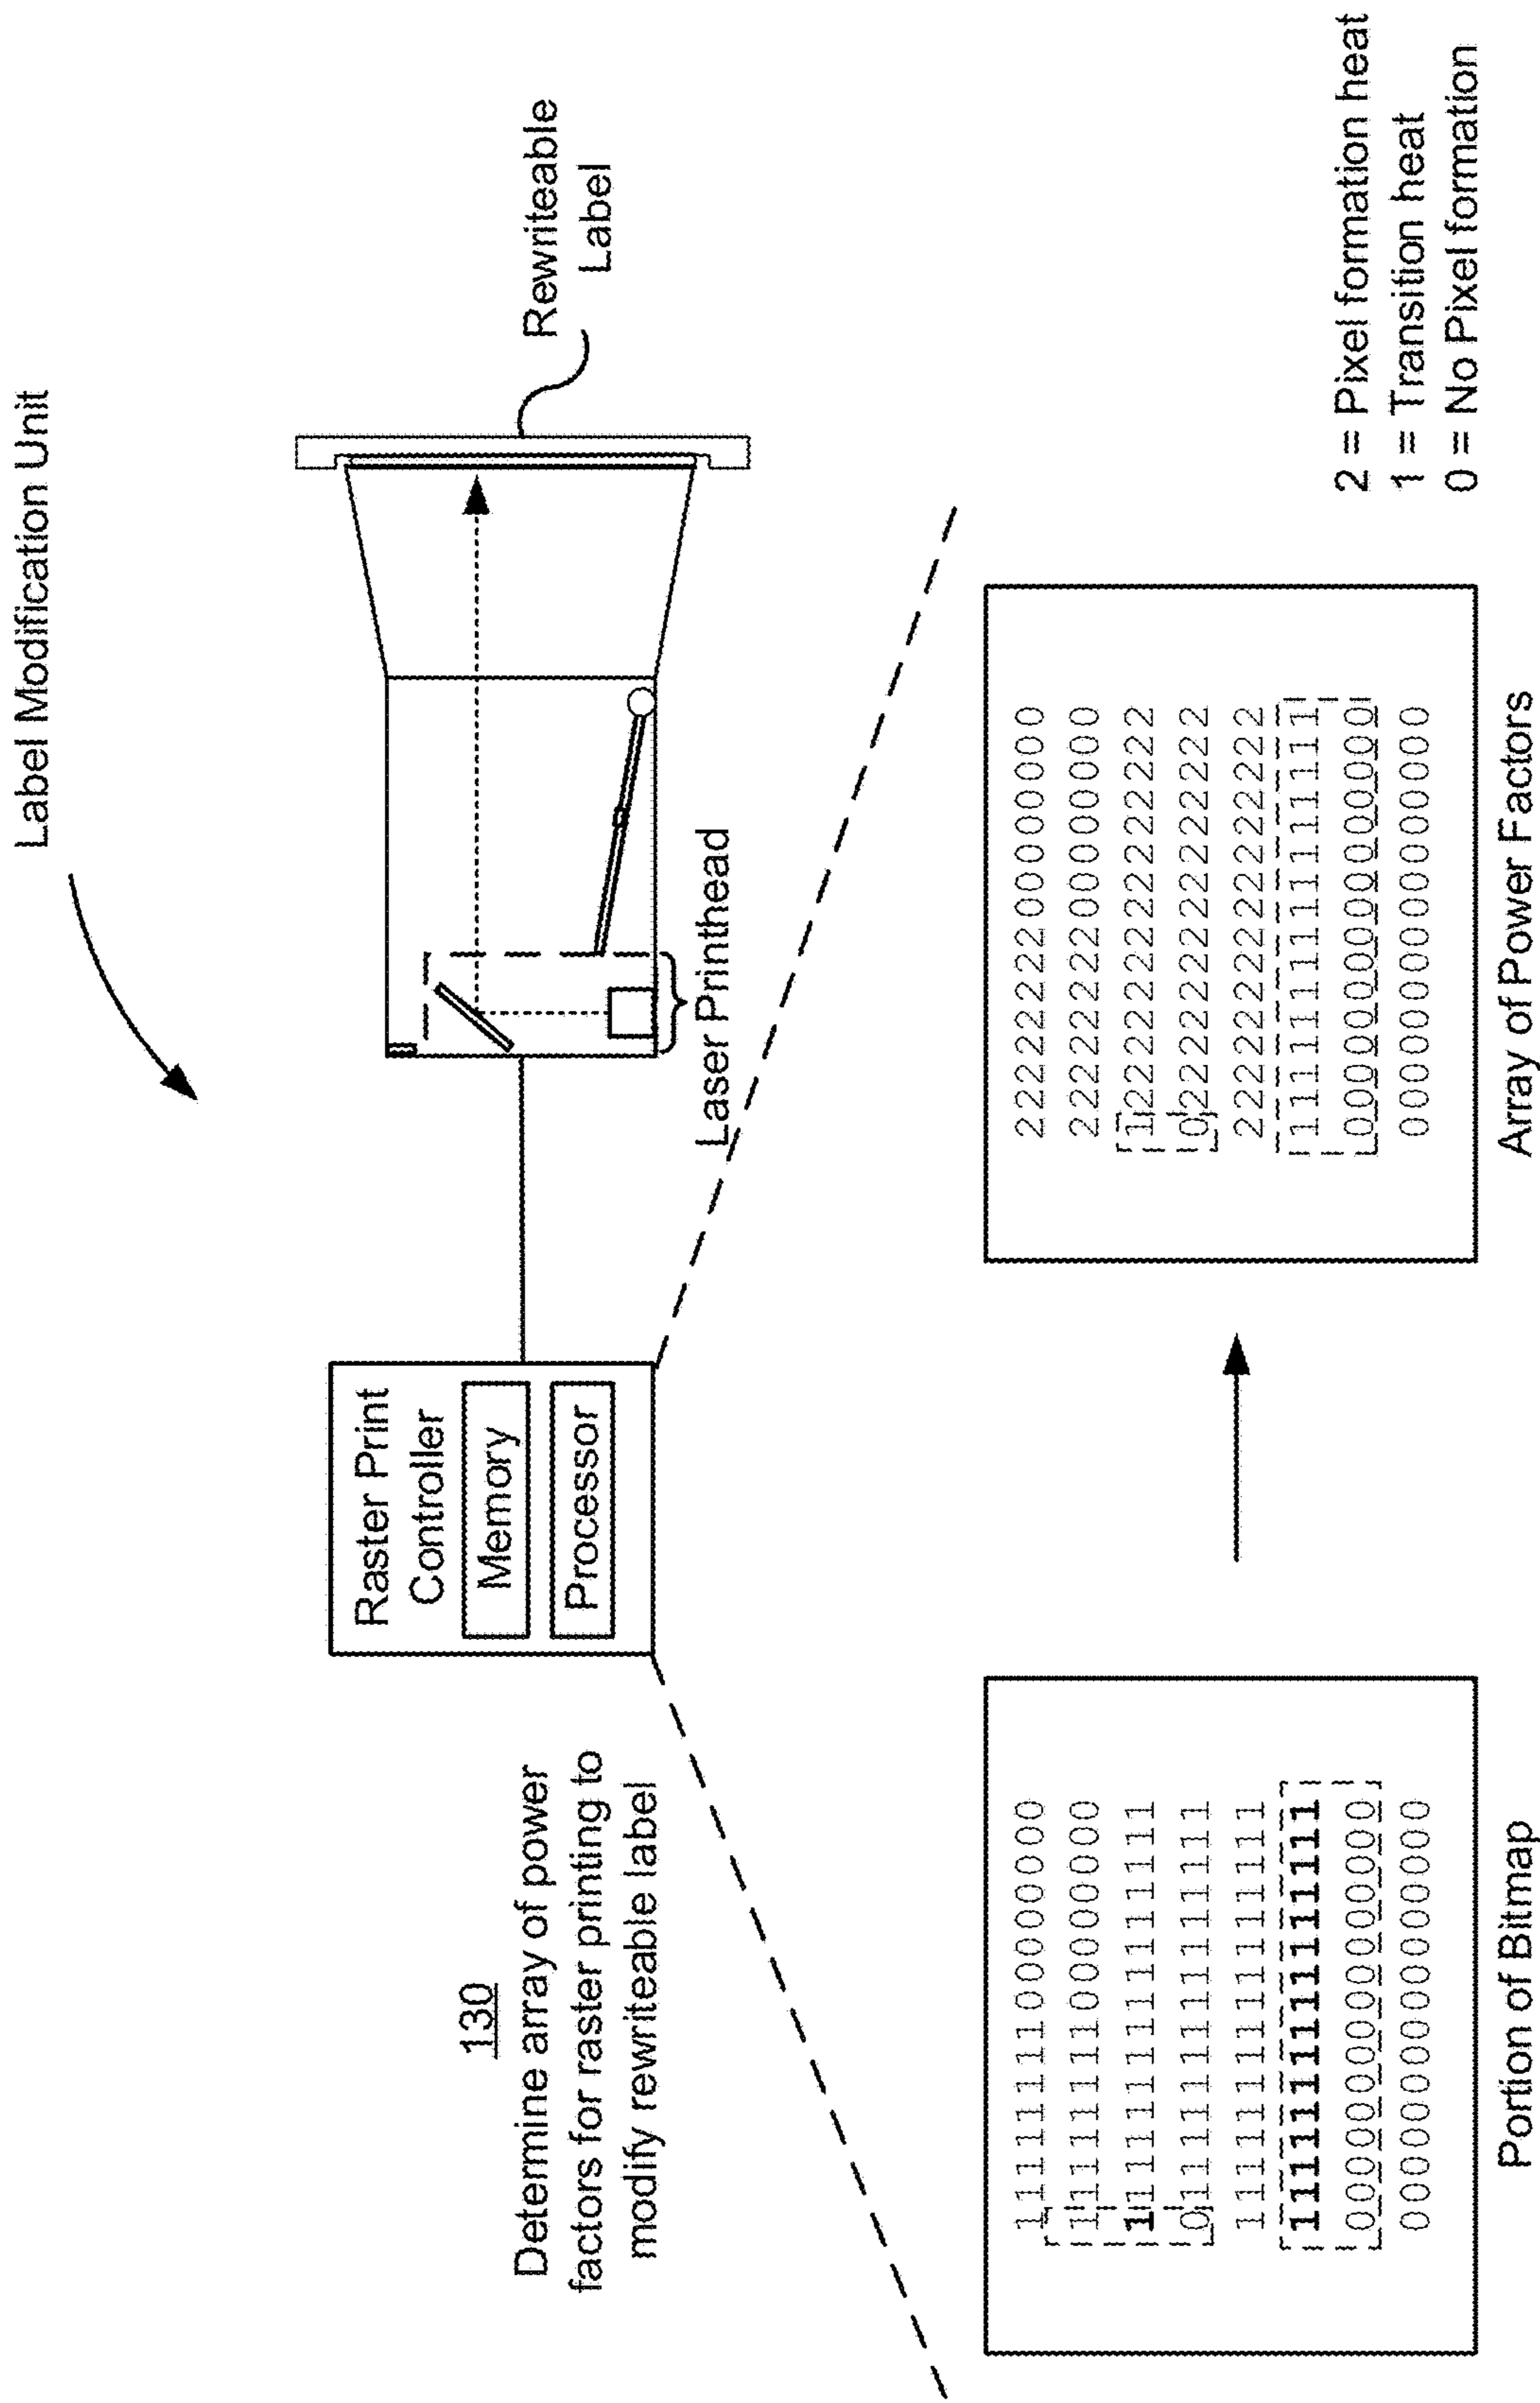 Label Modification Unit
Rewriteable
Label
Raster Print
Controller
Memory
Processor
Laser Printhead
130
Determine array of power
factors for raster printing to
modify rewriteable label
1111111100000000
1111111100000000
1111111111111111
0111111111111111
1111111111111111
1111111111111111
0000000000000000
0000000000000000
Portion of Bitmap
2222222200000000
2222222200000000
1222222222222222
0222222222222222
2222222222222222
1111111111111111
0000000000000000
0000000000000000
Array of Power Factors
2 = Pixel formation heat
1 = Transition heat
0 = No Pixel formation